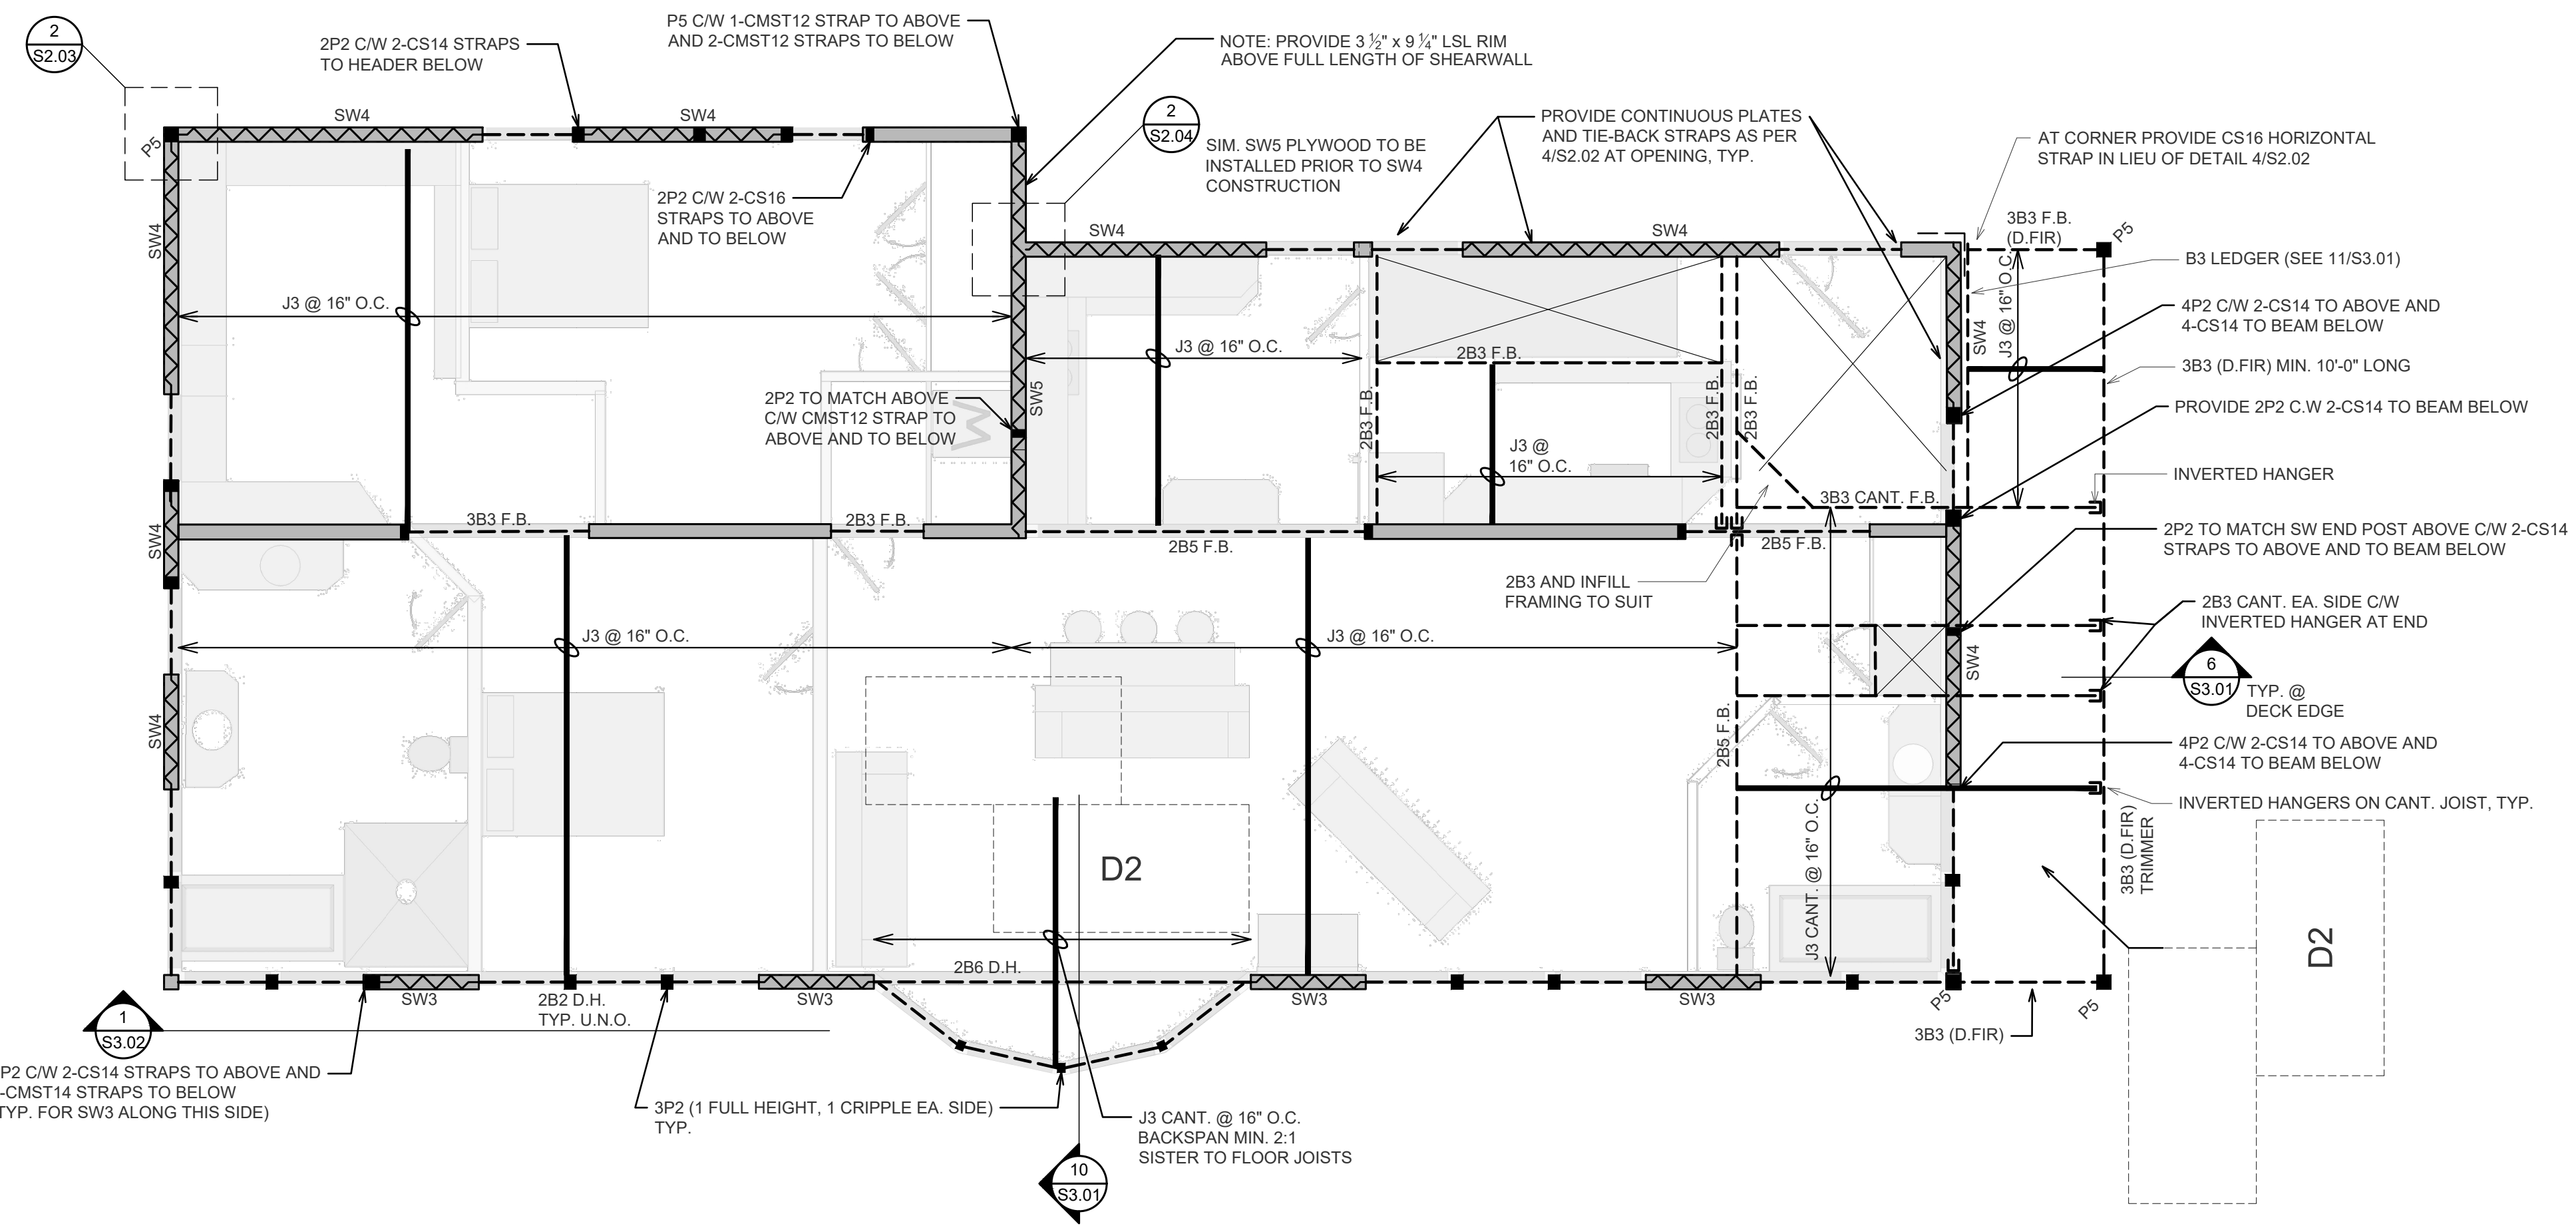 2
S2.03
2P2 C/W 2-CS14 STRAPS
TO HEADER BELOW
P5 C/W 1-CMST12 STRAP TO ABOVE
AND 2-CMST12 STRAPS TO BELOW
NOTE: PROVIDE 3 ½" x 9 ¼" LSL RIM
ABOVE FULL LENGTH OF SHEARWALL
2
S2.04
SIM. SW5 PLYWOOD TO BE
INSTALLED PRIOR TO SW4
CONSTRUCTION
PROVIDE CONTINUOUS PLATES
AND TIE-BACK STRAPS AS PER
4/S2.02 AT OPENING, TYP.
AT CORNER PROVIDE CS16 HORIZONTAL
STRAP IN LIEU OF DETAIL 4/S2.02
SW4
SW4
P5
2P2 C/W 2-CS16
STRAPS TO ABOVE
AND TO BELOW
SW4
SW4
SW4
3B3 F.B.
(D.FIR)
P5
B3 LEDGER (SEE 11/S3.01)
J3 @ 16" O.C.
J3 @ 16" O.C.
J3 @ 16" O.C.
SW4
4P2 C/W 2-CS14 TO ABOVE AND
4-CS14 TO BEAM BELOW
3B3 (D.FIR) MIN. 10'-0" LONG
2B3 F.B.
2B3 F.B.
2B3 F.B.
2B3 F.B.
SW5
W
2P2 TO MATCH ABOVE
C/W CMST12 STRAP TO
ABOVE AND TO BELOW
PROVIDE 2P2 C.W 2-CS14 TO BEAM BELOW
J3 @
16" O.C.
INVERTED HANGER
3B3 CANT. F.B.
SW4
3B3 F.B.
2B3 F.B.
2B5 F.B.
2B5 F.B.
2P2 TO MATCH SW END POST ABOVE C/W 2-CS14
STRAPS TO ABOVE AND TO BEAM BELOW
2B3 AND INFILL
FRAMING TO SUIT
2B3 CANT. EA. SIDE C/W
INVERTED HANGER AT END
J3 @ 16" O.C.
J3 @ 16" O.C.
SW4
6
S3.01
TYP. @
DECK EDGE
SW4
2B5 F.B.
4P2 C/W 2-CS14 TO ABOVE AND
4-CS14 TO BEAM BELOW
INVERTED HANGERS ON CANT. JOIST, TYP.
J3 CANT. @ 16" O.C.
3B3 (D.FIR)
TRIMMER
D2
D2
2B6 D.H.
SW3
2B2 D.H.
TYP. U.N.O.
SW3
SW3
SW3
P5
P5
3B3 (D.FIR)
1
S3.02
P2 C/W 2-CS14 STRAPS TO ABOVE AND
-CMST14 STRAPS TO BELOW
TYP. FOR SW3 ALONG THIS SIDE)
3P2 (1 FULL HEIGHT, 1 CRIPPLE EA. SIDE)
TYP.
J3 CANT. @ 16" O.C.
BACKSPAN MIN. 2:1
SISTER TO FLOOR JOISTS
10
S3.01